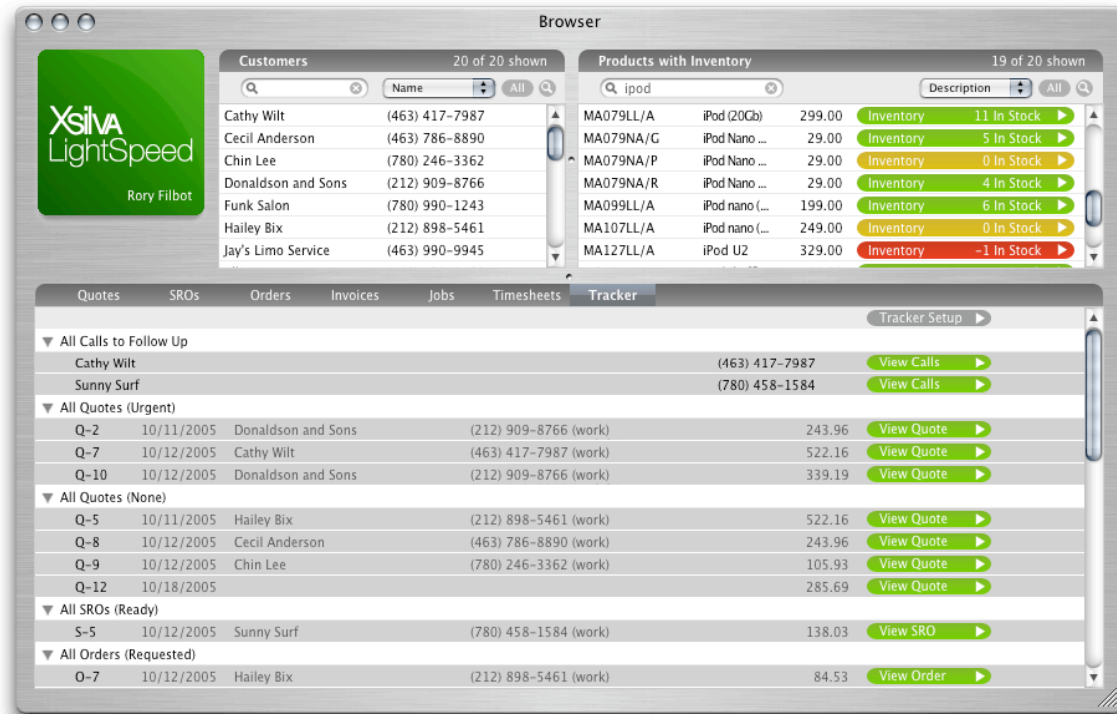 Browser
Xsilva
LightSpeed
Rory Filbot
Customers 20 of 20 shown
Name All
Cathy Wilt (463) 417-7987
Cecil Anderson (463) 786-8890
Chin Lee (780) 246-3362
Donaldson and Sons (212) 909-8766
Funk Salon (780) 990-1243
Hailey Bix (212) 898-5461
Jay's Limo Service (463) 990-9945
Products with Inventory 19 of 20 shown
ipod Description All
MA079LL/A iPod (20Gb) 299.00 Inventory 11 In Stock
MA079NA/G iPod Nano ... 29.00 Inventory 5 In Stock
MA079NA/P iPod Nano ... 29.00 Inventory 0 In Stock
MA079NA/R iPod Nano ... 29.00 Inventory 4 In Stock
MA099LL/A iPod nano (... 199.00 Inventory 6 In Stock
MA107LL/A iPod nano (... 249.00 Inventory 0 In Stock
MA127LL/A iPod U2 329.00 Inventory -1 In Stock
Quotes SROs Orders Invoices Jobs Timesheets Tracker
Tracker Setup
All Calls to Follow Up
Cathy Wilt (463) 417-7987 View Calls
Sunny Surf (780) 458-1584 View Calls
All Quotes (Urgent)
Q-2 10/11/2005 Donaldson and Sons (212) 909-8766 (work) 243.96 View Quote
Q-7 10/12/2005 Cathy Wilt (463) 417-7987 (work) 522.16 View Quote
Q-10 10/12/2005 Donaldson and Sons (212) 909-8766 (work) 339.19 View Quote
All Quotes (None)
Q-5 10/11/2005 Hailey Bix (212) 898-5461 (work) 522.16 View Quote
Q-8 10/12/2005 Cecil Anderson (463) 786-8890 (work) 243.96 View Quote
Q-9 10/12/2005 Chin Lee (780) 246-3362 (work) 105.93 View Quote
Q-12 10/18/2005 285.69 View Quote
All SROs (Ready)
S-5 10/12/2005 Sunny Surf (780) 458-1584 (work) 138.03 View SRO
All Orders (Requested)
O-7 10/12/2005 Hailey Bix (212) 898-5461 (work) 84.53 View Order